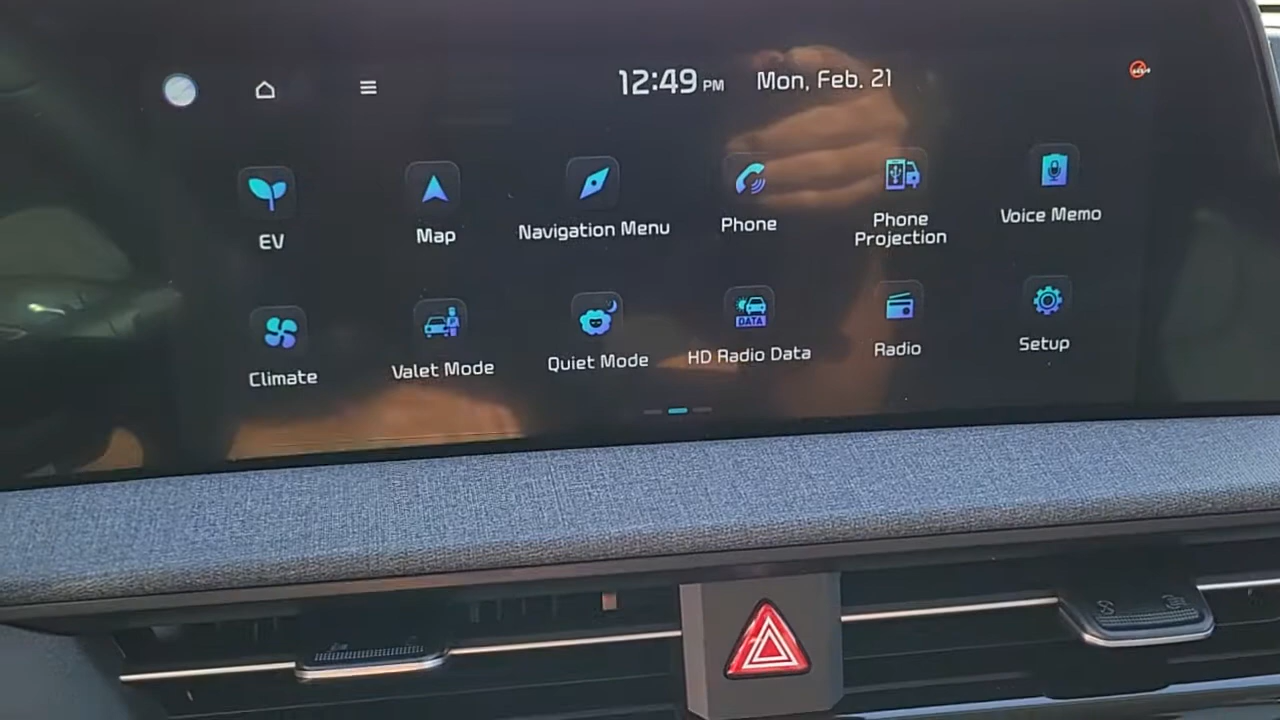 12:49 PM Mon, Feb. 21
EV
Map
Navigation Menu
Phone
Phone
Projection
Voice Memo
P
DATA
Climate
Valet Mode
Quiet Mode
HD Radio Data
Radio
Setup